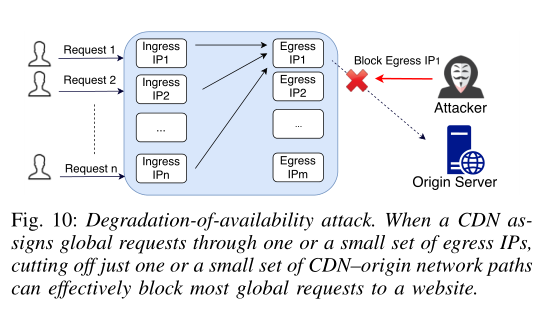 Request 1
Ingress
IP1
Egress
IP1
Block Egress IP1
Request 2
Ingress
IP2
Egress
IP2
Attacker
...
...
Request n
Ingress
IPn
Egress
IPm
Origin Server
Fig. 10: Degradation-of-availability attack. When a CDN as-
signs global requests through one or a small set of egress IPs,
cutting off just one or a small set of CDN–origin network paths
can effectively block most global requests to a website.